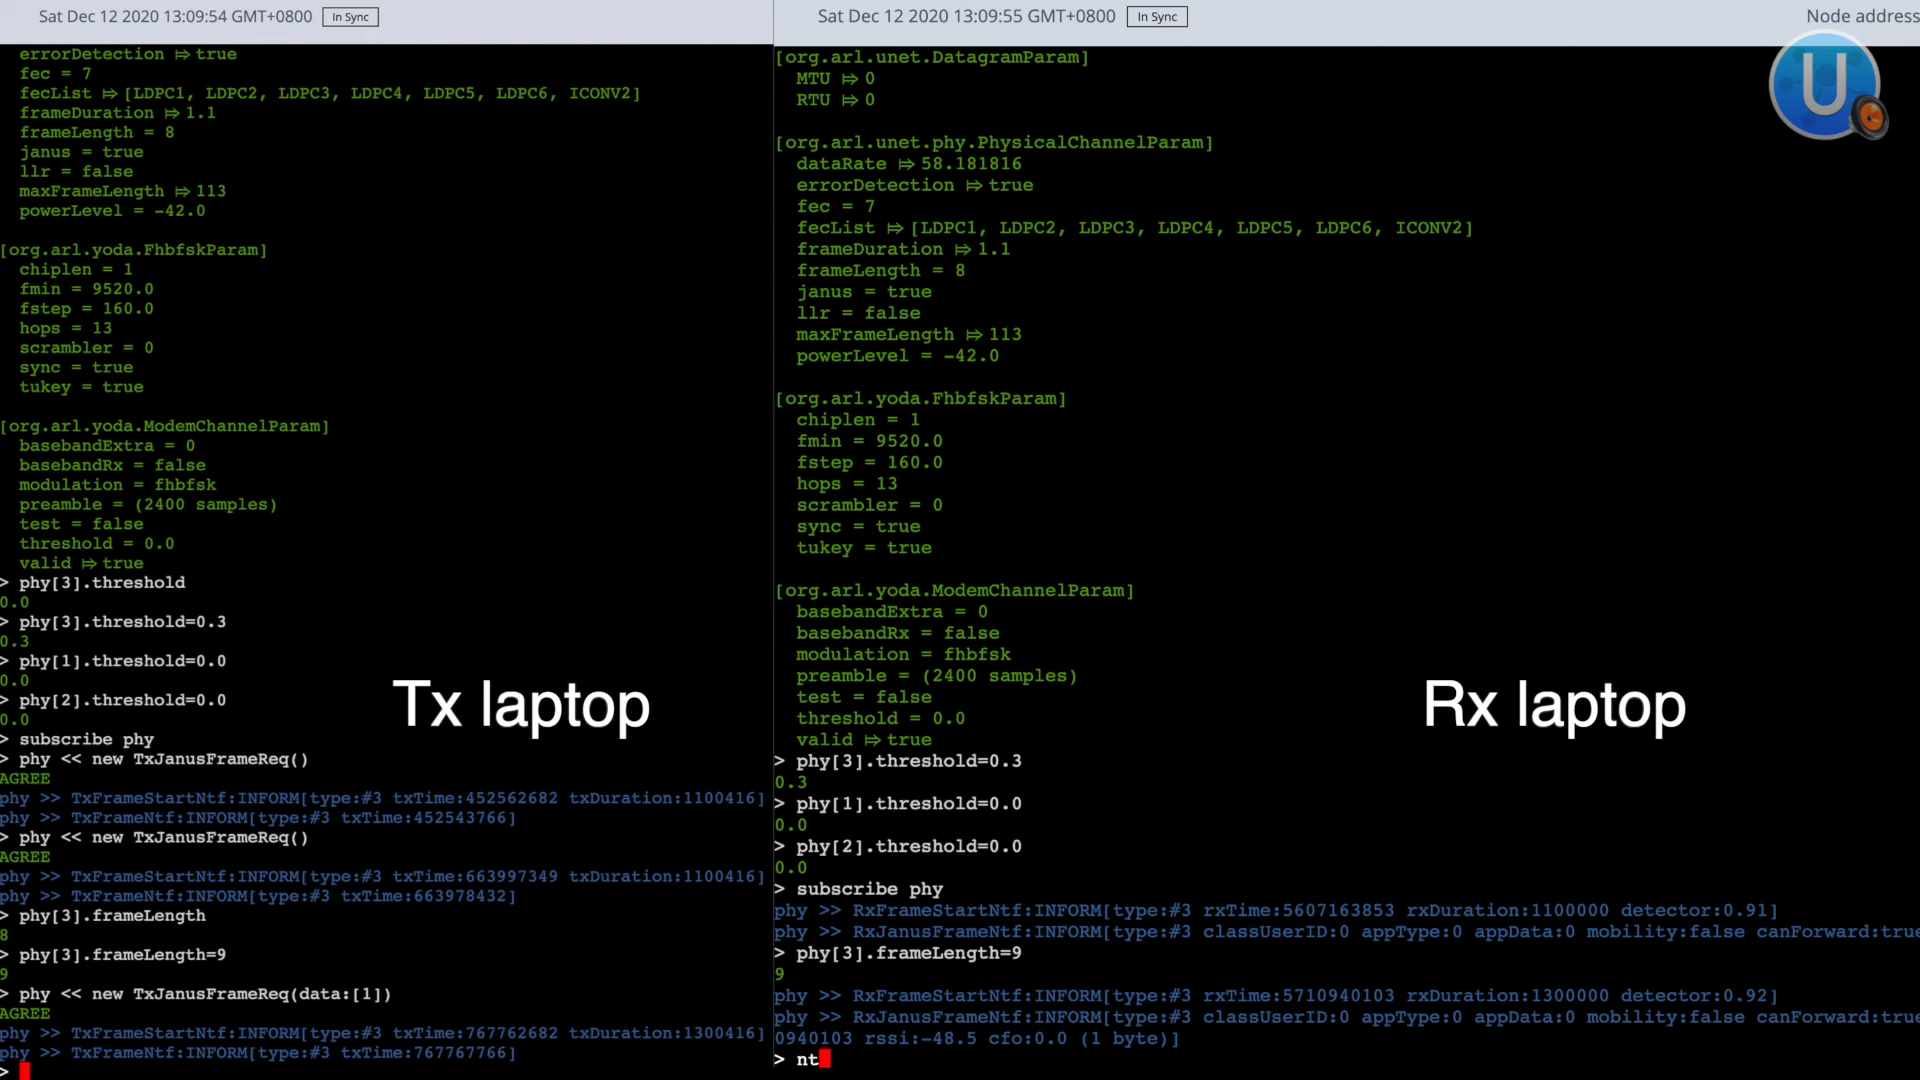 Sat Dec 12 2020 13:09:54 GMT+0800 In Sync
errorDetection ⤇ true
fec = 7
fecList ⤇ [LDPC1, LDPC2, LDPC3, LDPC4, LDPC5, LDPC6, ICONV2]
frameDuration ⤇ 1.1
frameLength = 8
janus = true
llr = false
maxFrameLength ⤇ 113
powerLevel = -42.0
[org.arl.yoda.FhbfskParam]
chiplen = 1
fmin = 9520.0
fstep = 160.0
hops = 13
scrambler = 0
sync = true
tukey = true
[org.arl.yoda.ModemChannelParam]
basebandExtra = 0
basebandRx = false
modulation = fhbfsk
preamble = (2400 samples)
test = false
threshold = 0.0
valid ⤇ true
> phy[3].threshold
0.0
> phy[3].threshold=0.3
0.3
> phy[1].threshold=0.0
0.0
> phy[2].threshold=0.0
0.0
> subscribe phy
> phy << new TxJanusFrameReq()
AGREE
phy >> TxFrameStartNtf:INFORM[type:#3 txTime:452562682 txDuration:1100416]
phy >> TxFrameNtf:INFORM[type:#3 txTime:452543766]
> phy << new TxJanusFrameReq()
AGREE
phy >> TxFrameStartNtf:INFORM[type:#3 txTime:663997349 txDuration:1100416]
phy >> TxFrameNtf:INFORM[type:#3 txTime:663978432]
> phy[3].frameLength
8
> phy[3].frameLength=9
9
> phy << new TxJanusFrameReq(data:[1])
AGREE
phy >> TxFrameStartNtf:INFORM[type:#3 txTime:767762682 txDuration:1300416]
phy >> TxFrameNtf:INFORM[type:#3 txTime:767767766]
>
Tx laptop
Sat Dec 12 2020 13:09:55 GMT+0800 In Sync
Node address
U
[org.arl.unet.DatagramParam]
MTU ⤇ 0
RTU ⤇ 0
[org.arl.unet.phy.PhysicalChannelParam]
dataRate ⤇ 58.181816
errorDetection ⤇ true
fec = 7
fecList ⤇ [LDPC1, LDPC2, LDPC3, LDPC4, LDPC5, LDPC6, ICONV2]
frameDuration ⤇ 1.1
frameLength = 8
janus = true
llr = false
maxFrameLength ⤇ 113
powerLevel = -42.0
[org.arl.yoda.FhbfskParam]
chiplen = 1
fmin = 9520.0
fstep = 160.0
hops = 13
scrambler = 0
sync = true
tukey = true
[org.arl.yoda.ModemChannelParam]
basebandExtra = 0
basebandRx = false
modulation = fhbfsk
preamble = (2400 samples)
test = false
threshold = 0.0
valid ⤇ true
> phy[3].threshold=0.3
0.3
> phy[1].threshold=0.0
0.0
> phy[2].threshold=0.0
0.0
> subscribe phy
phy >> RxFrameStartNtf:INFORM[type:#3 rxTime:5607163853 rxDuration:1100000 detector:0.91]
phy >> RxJanusFrameNtf:INFORM[type:#3 classUserID:0 appType:0 appData:0 mobility:false canForward:true
> phy[3].frameLength=9
9
phy >> RxFrameStartNtf:INFORM[type:#3 rxTime:5710940103 rxDuration:1300000 detector:0.92]
phy >> RxJanusFrameNtf:INFORM[type:#3 classUserID:0 appType:0 appData:0 mobility:false canForward:true
0940103 rssi:-48.5 cfo:0.0 (1 byte)]
> nt
Rx laptop